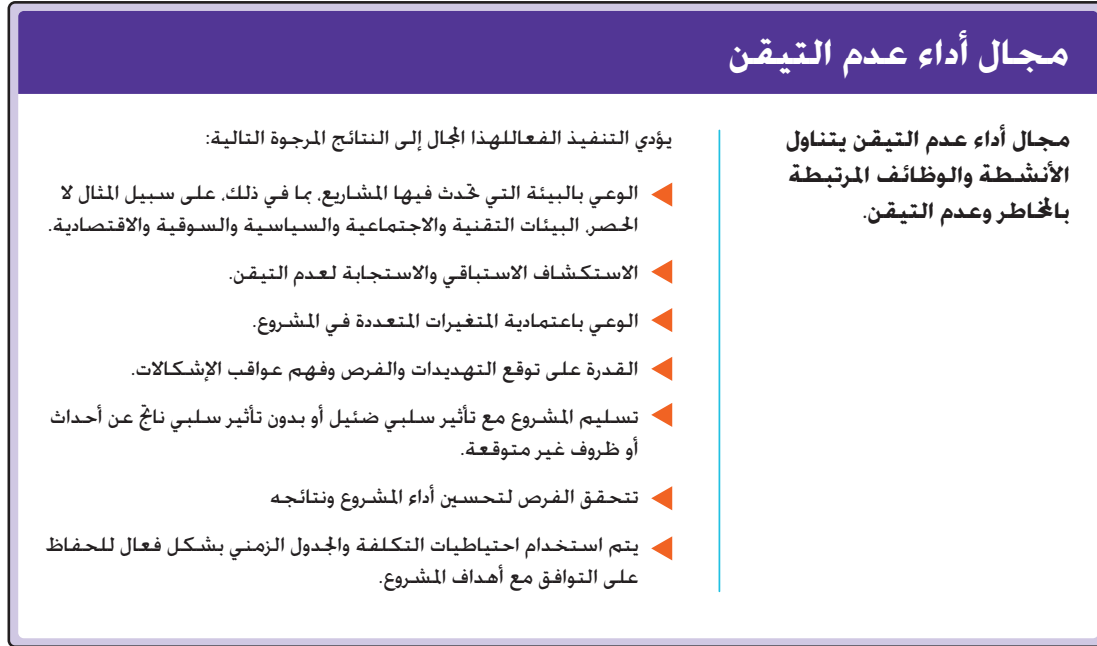 مجال أداء عدم التيقن
مجال أداء عدم التيقن يتناول
الأنشطة والوظائف المرتبطة
بالمخاطر وعدم التيقن.
يؤدي التنفيذ الفعاللهذا المجال إلى النتائج المرجوة التالية:
الوعي بالبيئة التي تحدث فيها المشاريع، بما في ذلك، على سبيل المثال لا
الحصر، البيئات التقنية والاجتماعية والسياسية والسوقية والاقتصادية.
الاستكشاف الاستباقي والاستجابة لعدم التيقن.
الوعي باعتمادية المتغيرات المتعددة في المشروع.
القدرة على توقع التهديدات والفرص وفهم عواقب الإشكالات.
تسليم المشروع مع تأثير سلبي ضئيل أو بدون تأثير سلبي ناتج عن أحداث
أو ظروف غير متوقعة.
تتحقق الفرص لتحسين أداء المشروع ونتائجه
يتم استخدام احتياطيات التكلفة والجدول الزمني بشكل فعال للحفاظ
على التوافق مع أهداف المشروع.